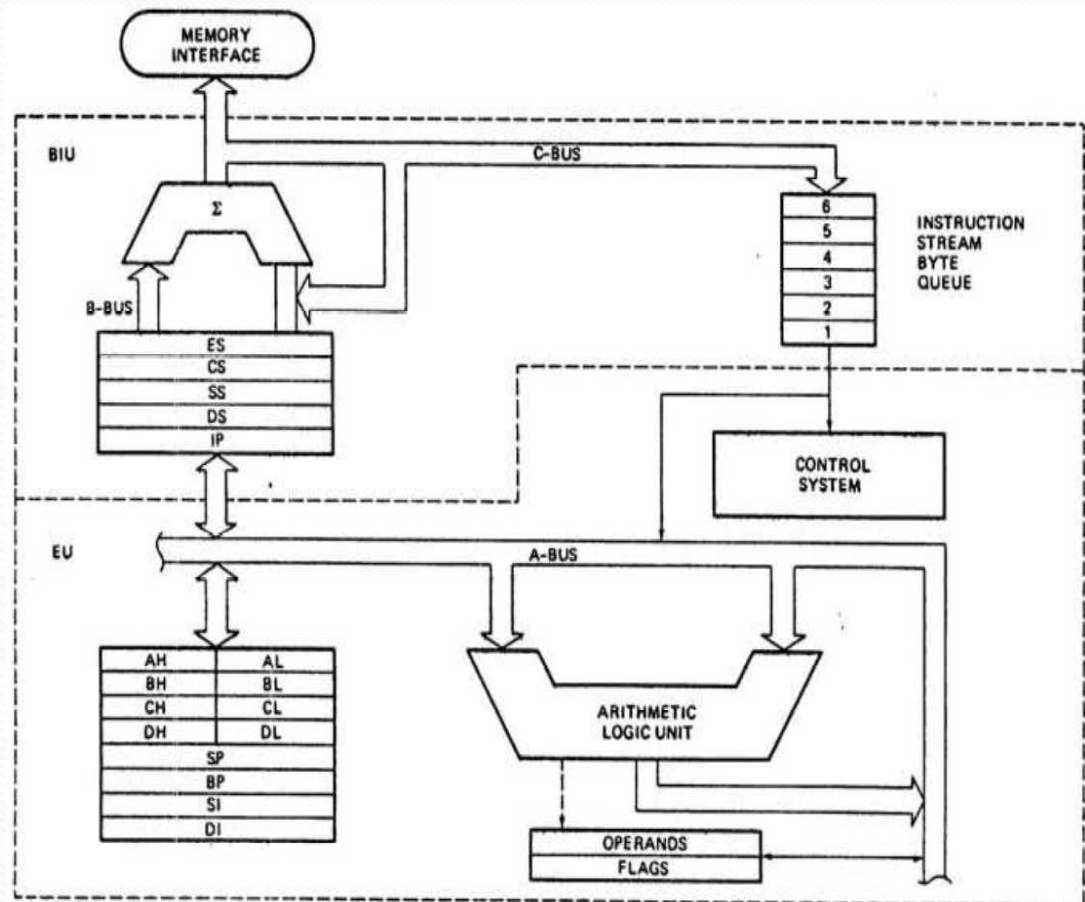 MEMORY
INTERFACE
BIU
C-BUS
Σ
6
5
4
3
2
1
INSTRUCTION
STREAM
BYTE
QUEUE
B-BUS
ES
CS
SS
DS
IP
CONTROL
SYSTEM
EU
A-BUS
AH AL
BH BL
CH CL
DH DL
SP
BP
SI
DI
ARITHMETIC
LOGIC UNIT
OPERANDS
FLAGS